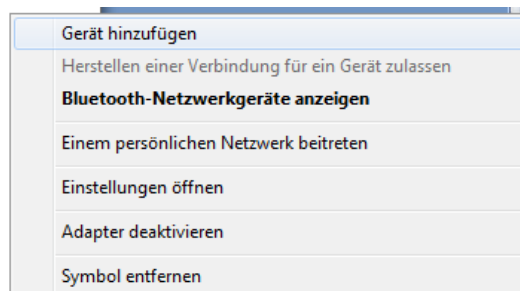 Gerät hinzufügen
Herstellen einer Verbindung für ein Gerät zulassen
Bluetooth-Netzwerkgeräte anzeigen
Einem persönlichen Netzwerk beitreten
Einstellungen öffnen
Adapter deaktivieren
Symbol entfernen